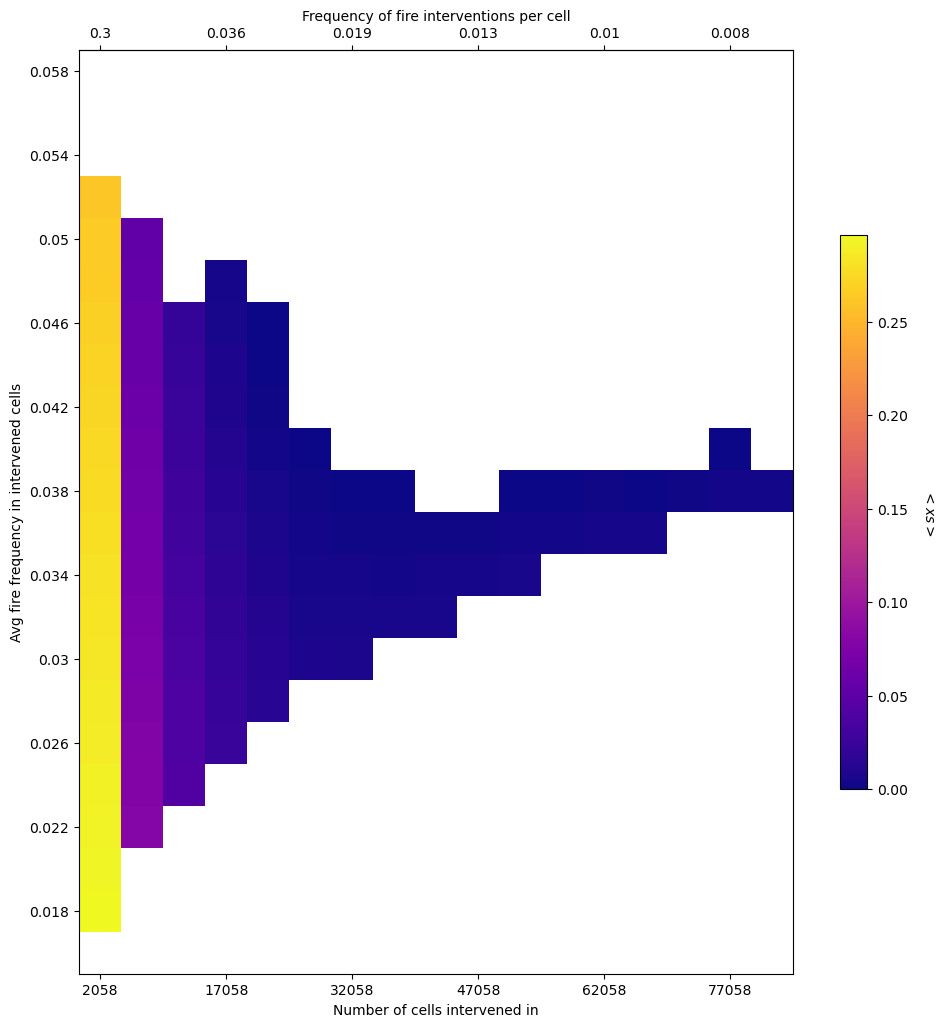 Frequency of fire interventions per cell
0.3 0.036 0.019 0.013 0.01 0.008
0.058
0.054
0.05
0.046
0.042
0.038
0.034
0.03
0.026
0.022
0.018
Avg fire frequency in intervened cells
2058 17058 32058 47058 62058 77058
Number of cells intervened in
0.25
0.20
0.15
0.10
0.05
0.00
< sx >